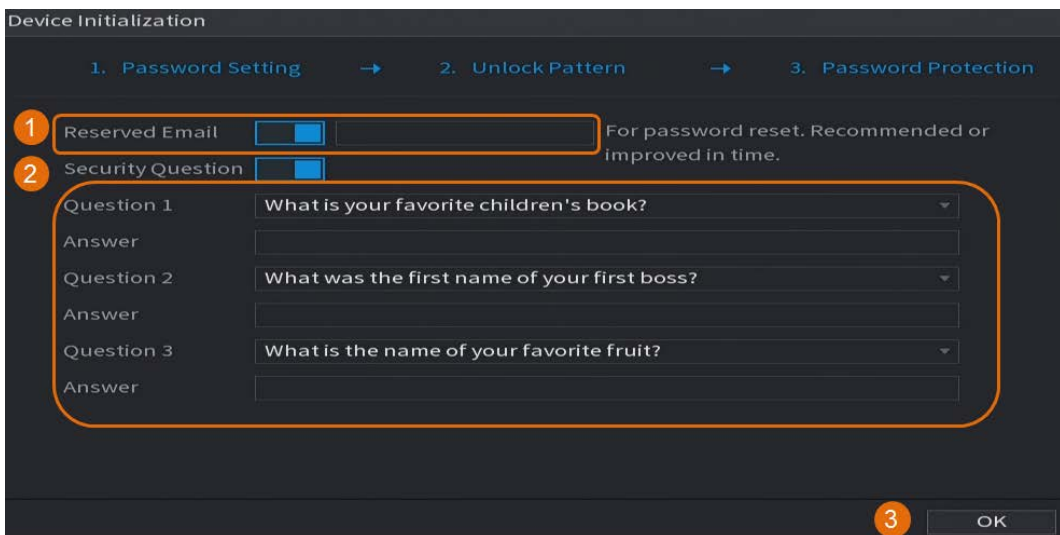 Device Initialization
1. Password Setting → 2. Unlock Pattern → 3. Password Protection
1 Reserved Email For password reset. Recommended or
improved in time.
2 Security Question
Question 1 What is your favorite children's book?
Answer
Question 2 What was the first name of your first boss?
Answer
Question 3 What is the name of your favorite fruit?
Answer
3 OK